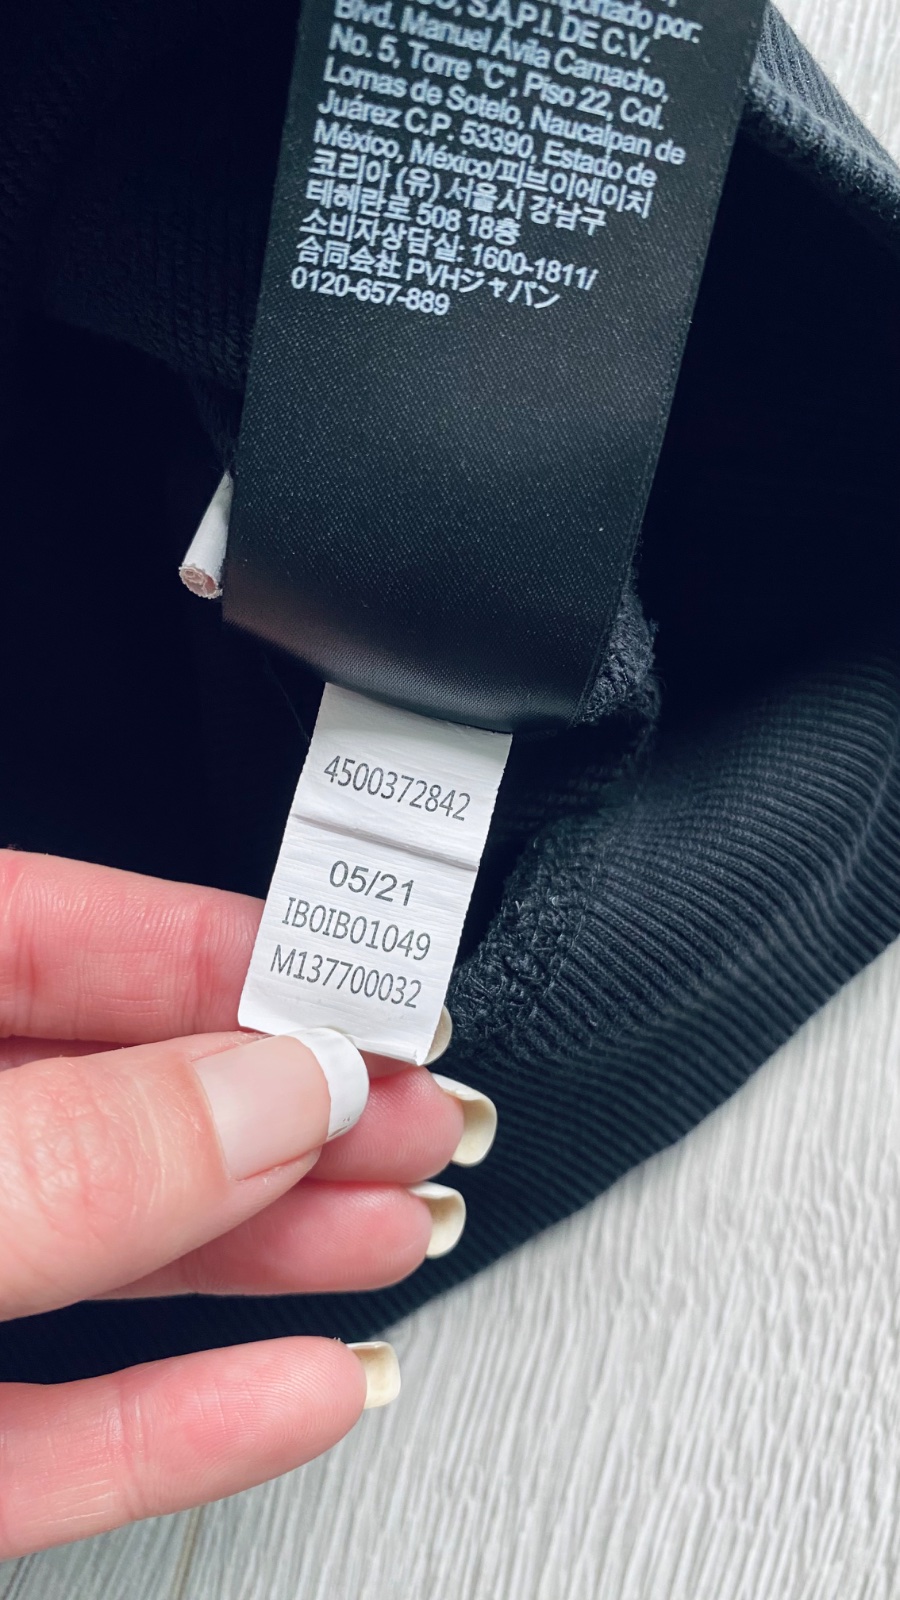 importado por:
S.A.P.I. DE C.V.
Blvd. Manuel Ávila Camacho,
No. 5, Torre "C", Piso 22, Col.
Lomas de Sotelo, Naucalpan de
Juárez C.P. 53390, Estado de
México, México/피브이에이치
코리아 (유) 서울시 강남구
테헤란로 508 18층
소비자상담실: 1600-1811/
合同会社 PVHジャパン
0120-657-889
4500372842
05/21
IB0IB01049
M137700032